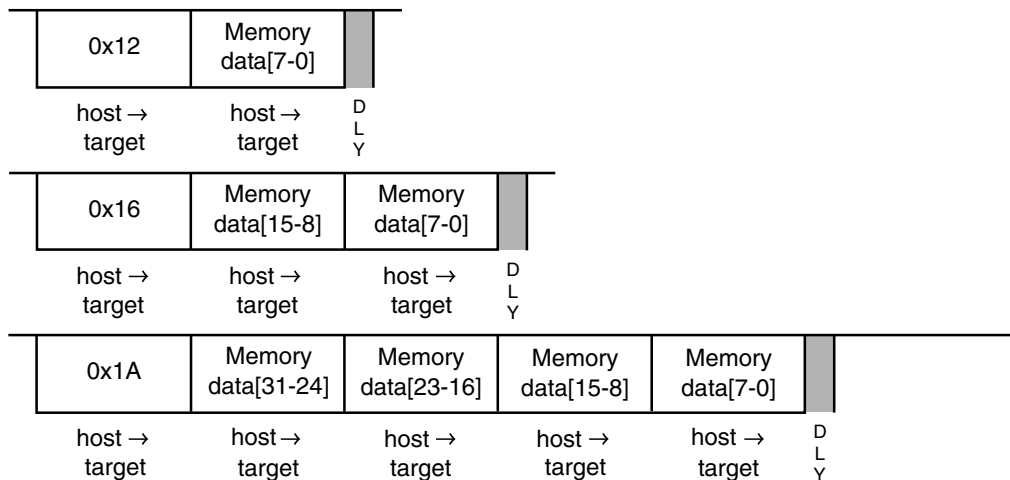 0x12 Memory
data[7-0]
host → host → D
target target L
Y
0x16 Memory Memory
data[15-8] data[7-0]
host → host → host → D
target target target L
Y
0x1A Memory Memory Memory Memory
data[31-24] data[23-16] data[15-8] data[7-0]
host → host→ host → host → host → D
target target target target target L
Y